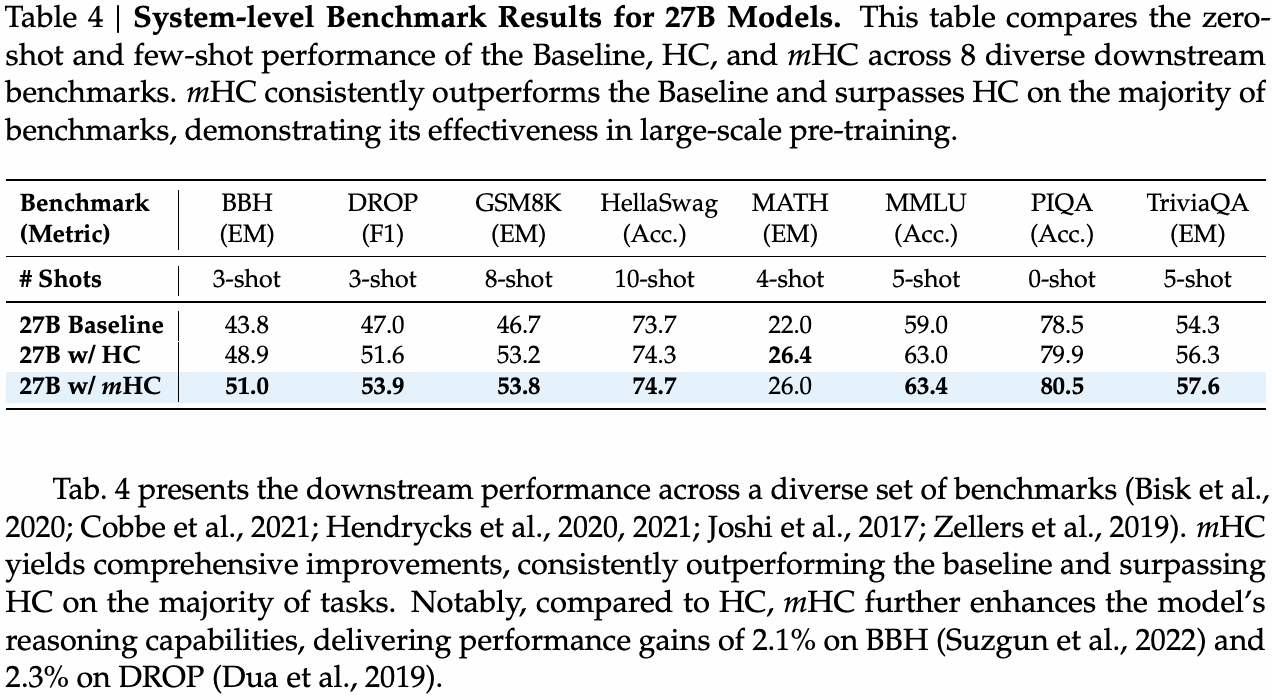 Table 4 | System-level Benchmark Results for 27B Models. This table compares the zero-
shot and few-shot performance of the Baseline, HC, and mHC across 8 diverse downstream
benchmarks. mHC consistently outperforms the Baseline and surpasses HC on the majority of
benchmarks, demonstrating its effectiveness in large-scale pre-training.
Benchmark BBH DROP GSM8K HellaSwag MATH MMLU PIQA TriviaQA
(Metric) (EM) (F1) (EM) (Acc.) (EM) (Acc.) (Acc.) (EM)
# Shots 3-shot 3-shot 8-shot 10-shot 4-shot 5-shot 0-shot 5-shot
27B Baseline 43.8 47.0 46.7 73.7 22.0 59.0 78.5 54.3
27B w/ HC 48.9 51.6 53.2 74.3 26.4 63.0 79.9 56.3
27B w/ mHC 51.0 53.9 53.8 74.7 26.0 63.4 80.5 57.6
Tab. 4 presents the downstream performance across a diverse set of benchmarks (Bisk et al.,
2020; Cobbe et al., 2021; Hendrycks et al., 2020, 2021; Joshi et al., 2017; Zellers et al., 2019). mHC
yields comprehensive improvements, consistently outperforming the baseline and surpassing
HC on the majority of tasks. Notably, compared to HC, mHC further enhances the model's
reasoning capabilities, delivering performance gains of 2.1% on BBH (Suzgun et al., 2022) and
2.3% on DROP (Dua et al., 2019).